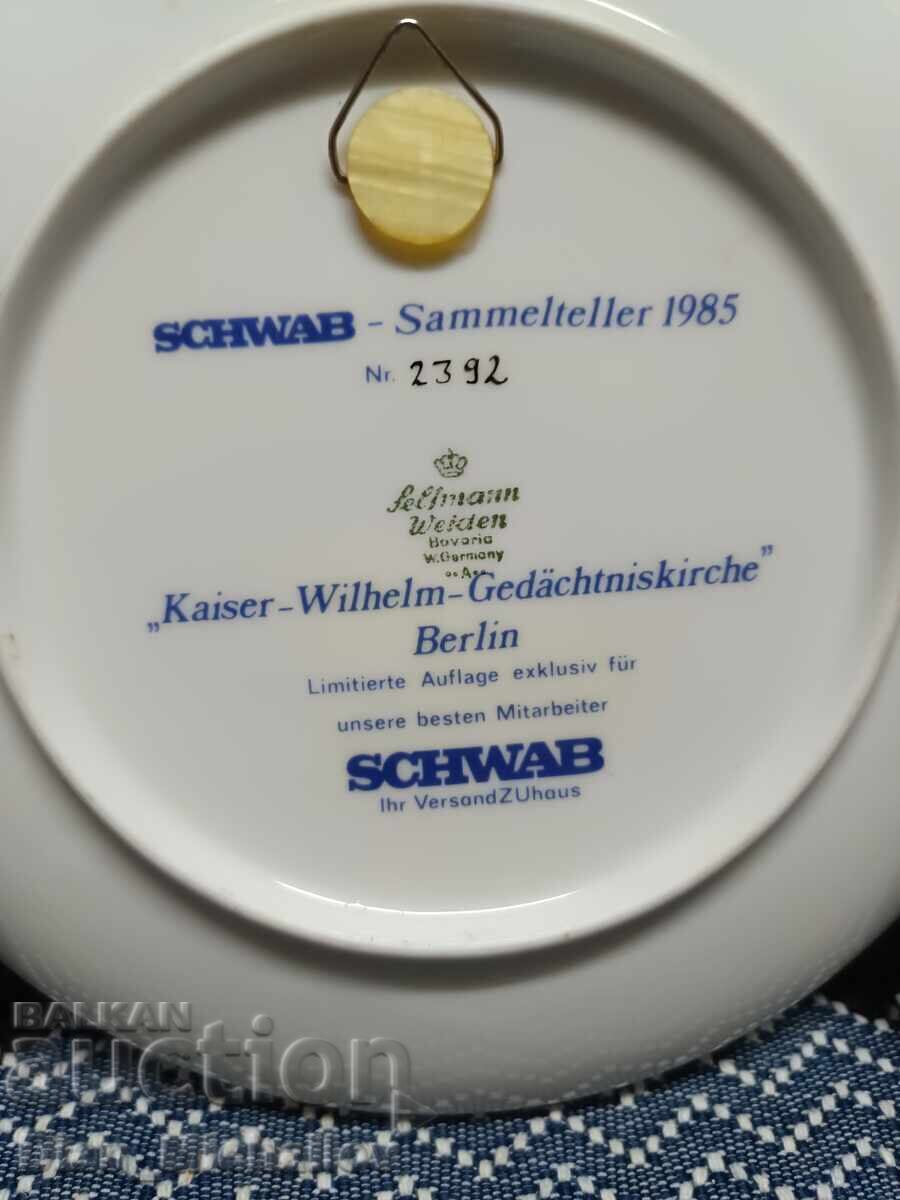 SCHWAB - Sammelteller 1985
Nr. 2392
Seltmann
Weiden
Bavaria
W.Germany
„Kaiser-Wilhelm-Gedächtniskirche”
Berlin
Limitierte Auflage exklusiv für
unsere besten Mitarbeiter
SCHWAB
Ihr VersandZUhaus
BANKAN
auction